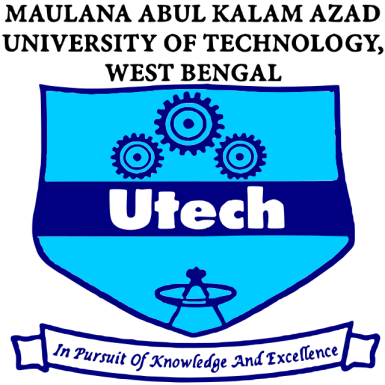 MAULANA ABUL KALAM AZAD
UNIVERSITY OF TECHNOLOGY,
WEST BENGAL
Utech
In Pursuit Of Knowledge And Excellence